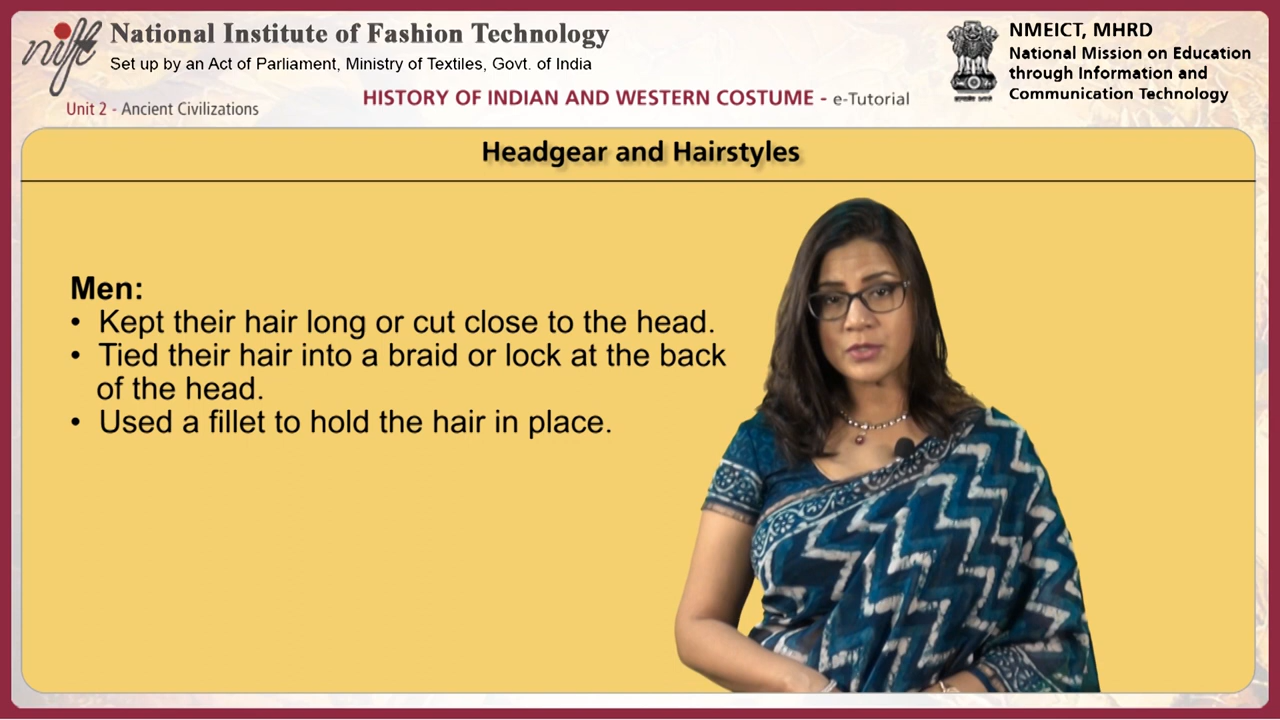 nift
National Institute of Fashion Technology
Set up by an Act of Parliament, Ministry of Textiles, Govt. of India
NMEICT, MHRD
National Mission on Education
through Information and
Communication Technology
Unit 2 - Ancient Civilizations
HISTORY OF INDIAN AND WESTERN COSTUME - e-Tutorial
Headgear and Hairstyles
Men:
• Kept their hair long or cut close to the head.
• Tied their hair into a braid or lock at the back
of the head.
• Used a fillet to hold the hair in place.